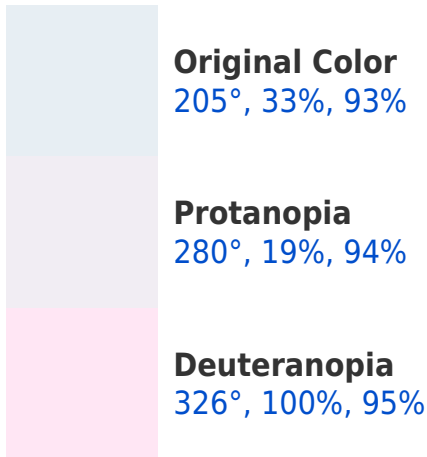 Original Color
205°, 33%, 93%
Protanopia
280°, 19%, 94%
Deuteranopia
326°, 100%, 95%